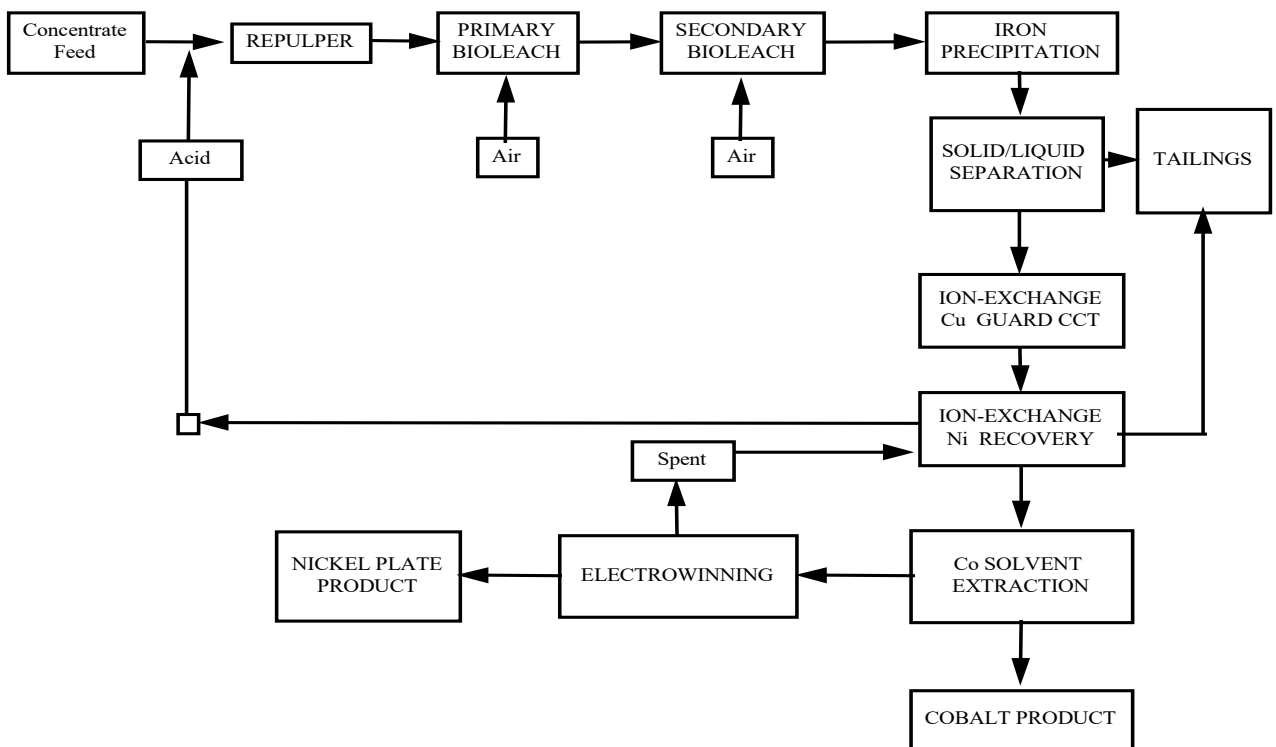 Concentrate
Feed
REPULPER
PRIMARY
BIOLEACH
SECONDARY
BIOLEACH
IRON
PRECIPITATION
Acid
Air
Air
SOLID/LIQUID
SEPARATION
TAILINGS
ION-EXCHANGE
Cu GUARD CCT
ION-EXCHANGE
Ni RECOVERY
Spent
NICKEL PLATE
PRODUCT
ELECTROWINNING
Co SOLVENT
EXTRACTION
COBALT PRODUCT